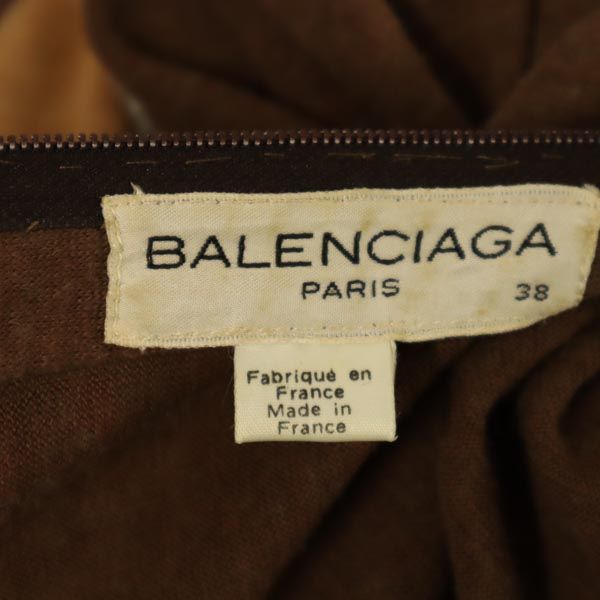 BALENCIAGA
PARIS 38
Fabriqué en
France
Made in
France